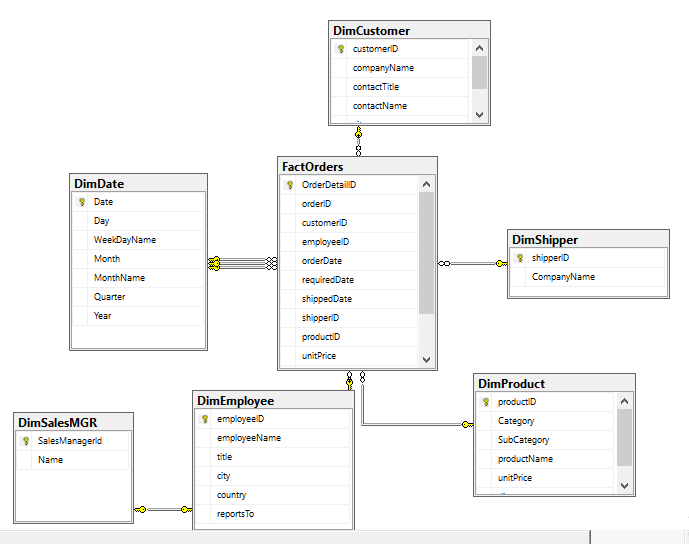 DimCustomer
customerID
companyName
contactTitle
contactName
FactOrders
OrderDetailID
orderID
customerID
employeeID
orderDate
requiredDate
shippedDate
shipperID
productID
unitPrice
DimDate
Date
Day
WeekDayName
Month
MonthName
Quarter
Year
DimShipper
shipperID
CompanyName
DimProduct
productID
Category
SubCategory
productName
unitPrice
DimEmployee
employeeID
employeeName
title
city
country
reportsTo
DimSalesMGR
SalesManagerId
Name